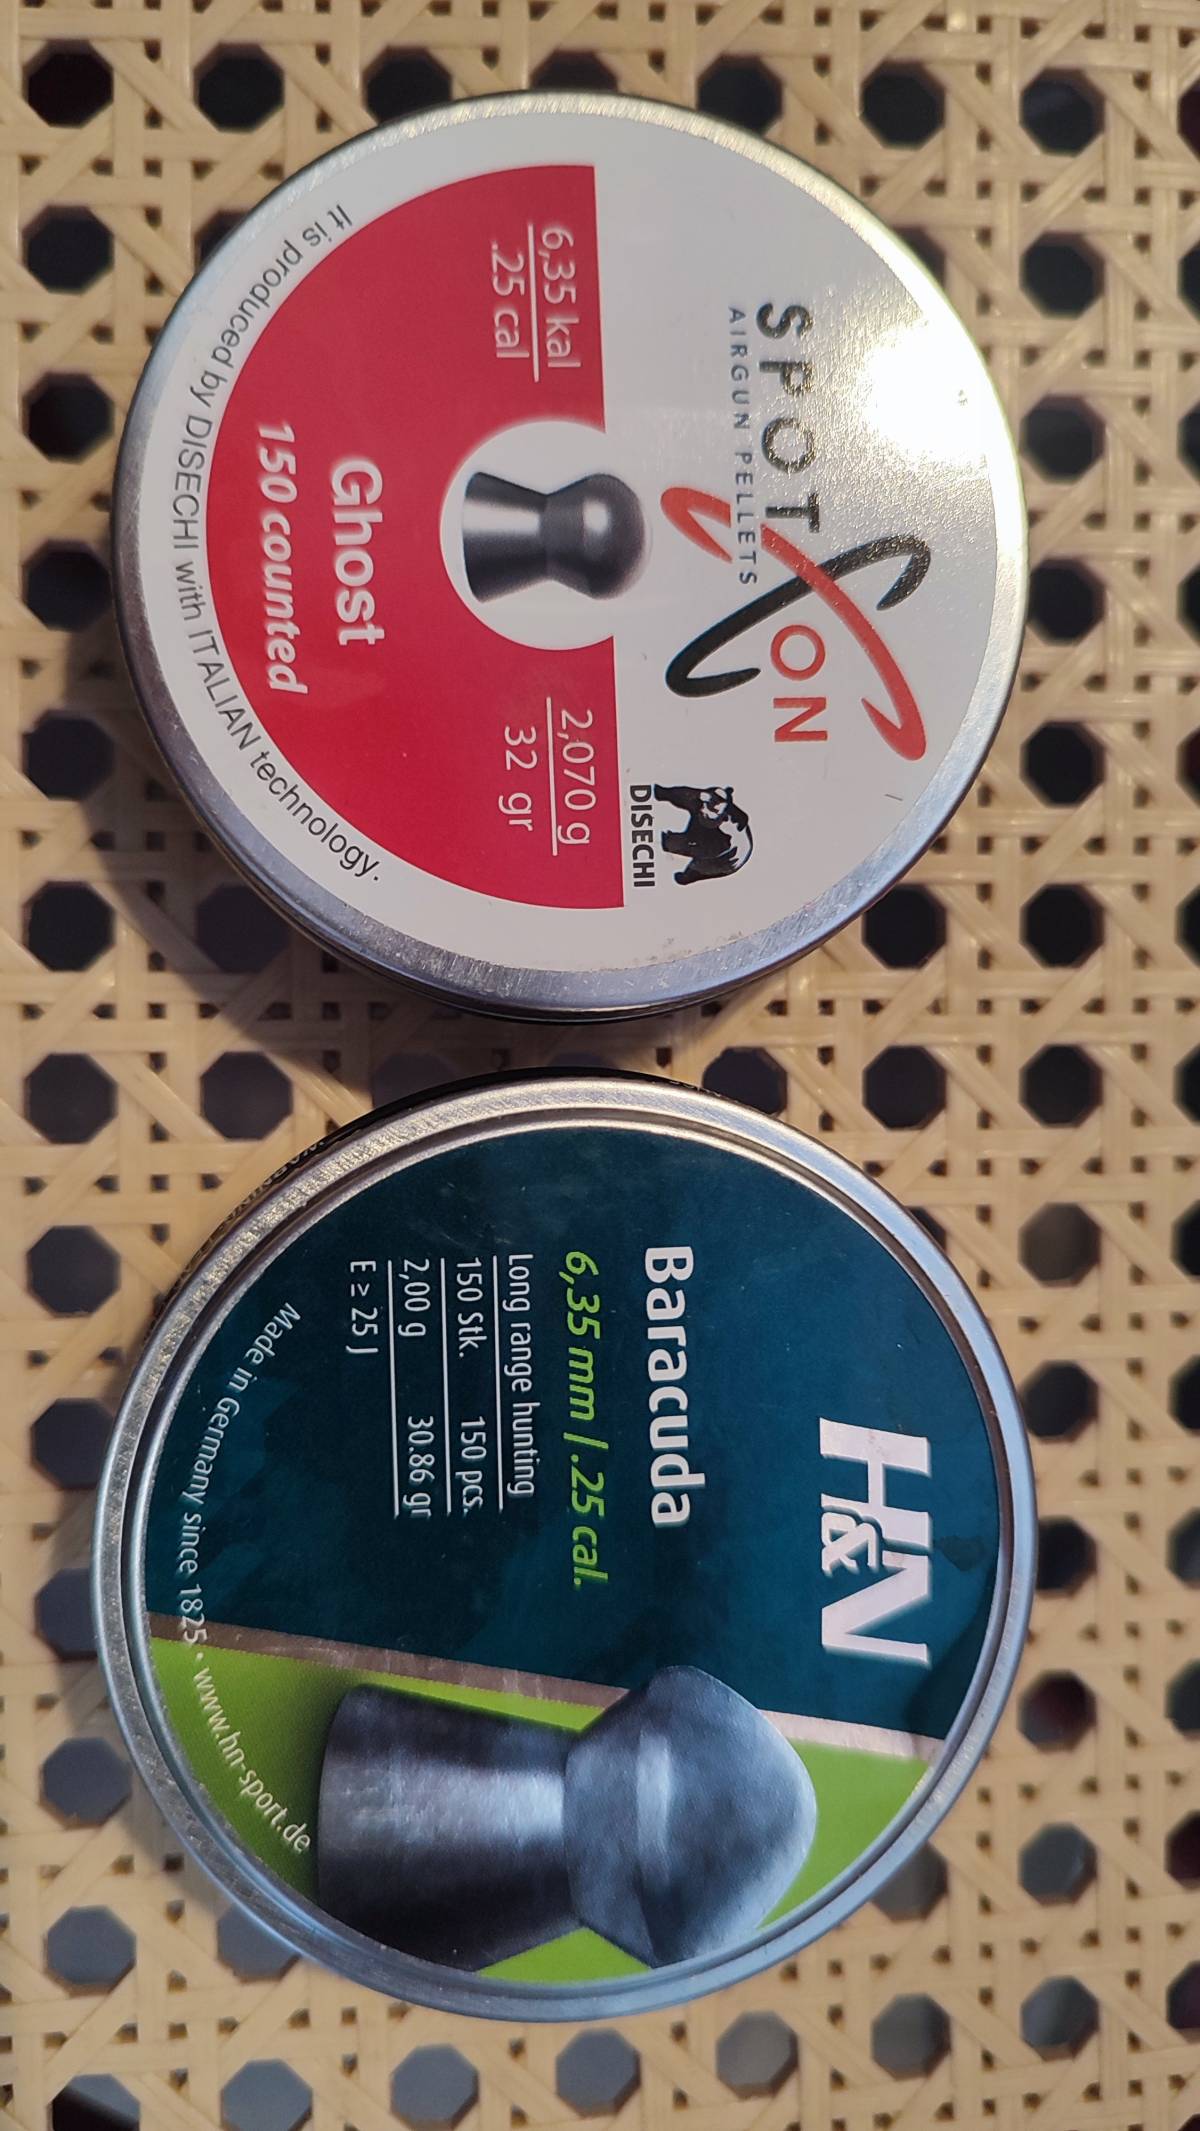 SPOT ON
AIRGUN PELLETS
DISECHI
6,35 kal
.25 cal
2,070 g
32 gr
Ghost
150 counted
It is produced by DISECHI with ITALIAN technology.
H&N
Baracuda
6,35 mm / .25 cal.
Long range hunting
150 Stk. 150 pcs.
2,00 g 30.86 gr
E ≥ 25 J
Made in Germany since 1825 • www.hn-sport.de